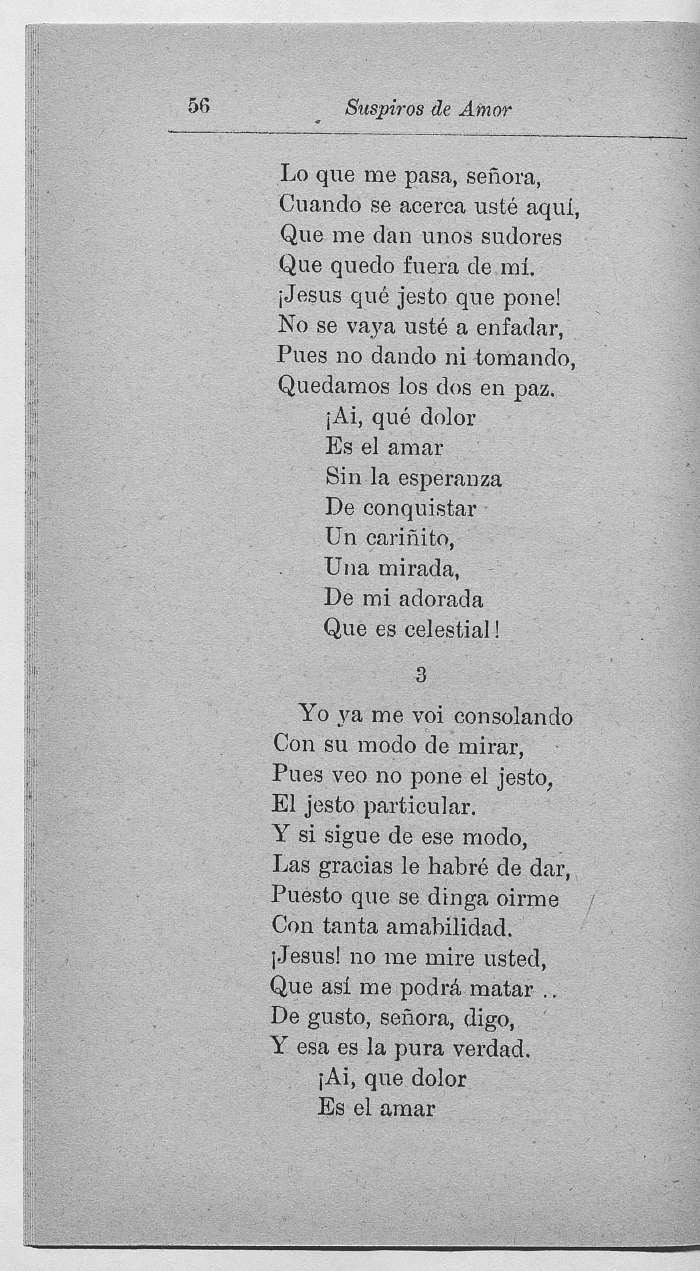 56 Suspiros de Amor
Lo que me pasa, señora,
Cuando se acerca usté aquí,
Que me dan unos sudores
Que quedo fuera de mí.
¡Jesus qué jesto que pone!
No se vaya usté a enfadar,
Pues no dando ni tomando,
Quedamos los dos en paz.
¡Ai, qué dolor
Es el amar
Sin la esperanza
De conquistar
Un cariñito,
Una mirada,
De mi adorada
Que es celestial!
3
Yo ya me voi consolando
Con su modo de mirar,
Pues veo no pone el jesto,
El jesto particular.
Y si sigue de ese modo,
Las gracias le habré de dar,
Puesto que se dinga oirme
Con tanta amabilidad.
¡Jesus! no me mire usted,
Que así me podrá matar ..
De gusto, señora, digo,
Y esa es la pura verdad.
¡Ai, que dolor
Es el amar